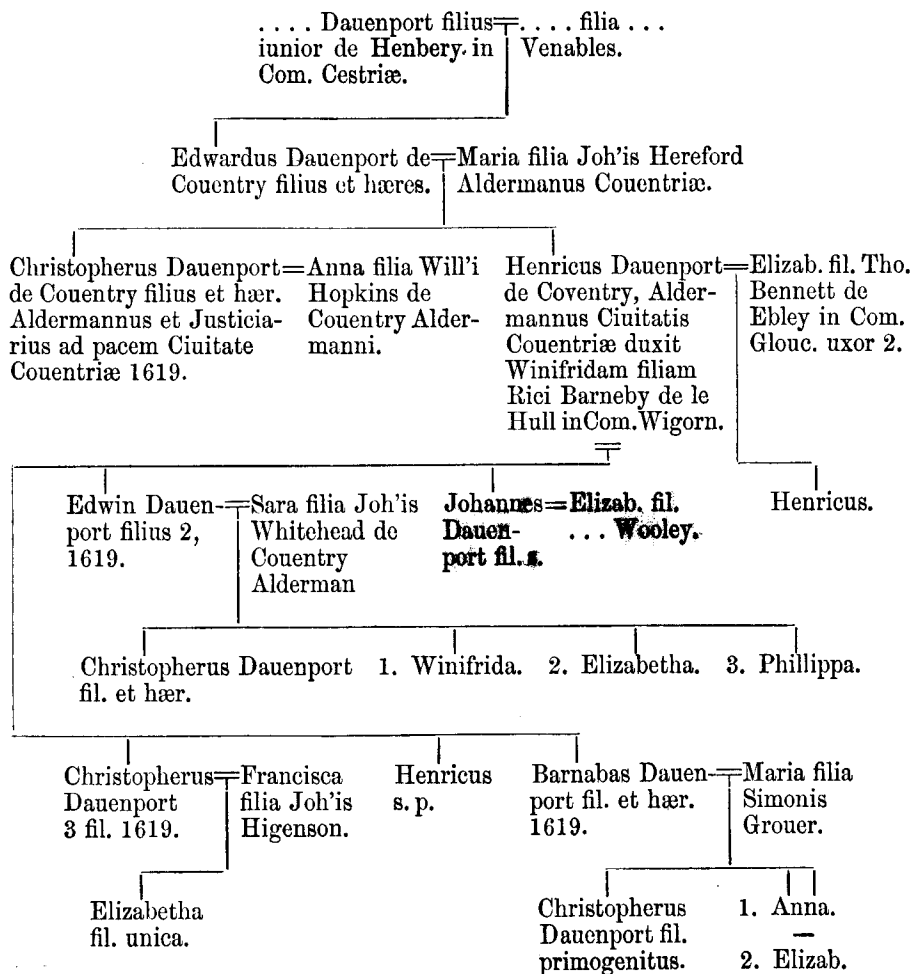 . . . . Dauenport filius
iunior de Henbery. in
Com. Cestriæ.
. . . . filia . . .
Venables.
Edwardus Dauenport de
Couentry filius et hæres.
Maria filia Joh'is Hereford
Aldermanus Couentriæ.
Christopherus Dauenport
de Couentry filius et hær.
Aldermannus et Justicia-
rius ad pacem Ciuitate
Couentriæ 1619.
Anna filia Will'i
Hopkins de
Couentry Alder-
manni.
Henricus Dauenport
de Coventry, Alder-
mannus Ciuitatis
Couentriæ duxit
Winifridam filiam
Rici Barneby de le
Hull in Com. Wigorn.
Elizab. fil. Tho.
Bennett de
Ebley in Com.
Glouc. uxor 2.
Edwin Dauen-
port filius 2,
1619.
Sara filia Joh'is
Whitehead de
Couentry
Alderman
Johannes
Dauen-
port fil.
Elizab. fil.
. . . Wooley.
Henricus.
Christopherus Dauenport
fil. et hær.
1. Winifrida.
2. Elizabetha.
3. Phillippa.
Christopherus
Dauenport
3 fil. 1619.
Francisca
filia Joh'is
Higenson.
Henricus
s. p.
Barnabas Dauen-
port fil. et hær.
1619.
Maria filia
Simonis
Grouer.
Elizabetha
fil. unica.
Christopherus
Dauenport fil.
primogenitus.
1. Anna.
2. Elizab.